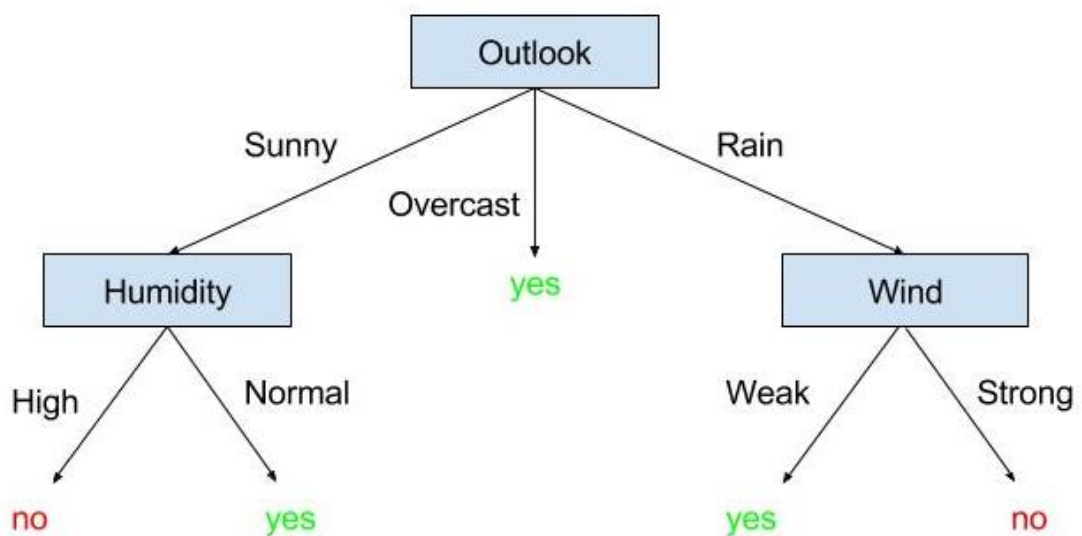 Outlook
Sunny
Rain
Overcast
yes
Humidity
Wind
High
Normal
Weak
Strong
no
yes
yes
no